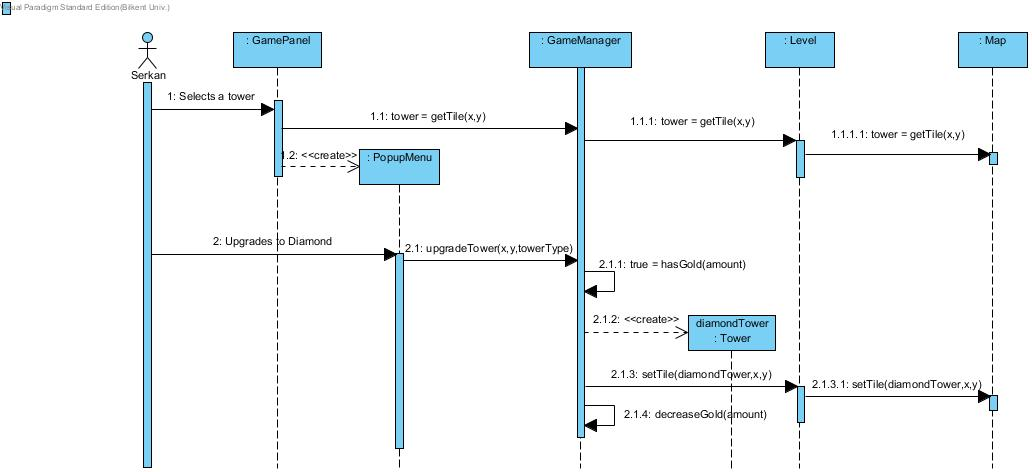 Visual Paradigm Standard Edition(Bilkent Univ.)
: GamePanel
: GameManager
: Level
: Map
Serkan
1: Selects a tower
1.1: tower = getTile(x,y)
1.1.1: tower = getTile(x,y)
1.1.1.1: tower = getTile(x,y)
1.2: <<create>>
: PopupMenu
2: Upgrades to Diamond
2.1: upgradeTower(x,y,towerType)
2.1.1: true = hasGold(amount)
2.1.2: <<create>>
diamondTower
: Tower
2.1.3: setTile(diamondTower,x,y)
2.1.3.1: setTile(diamondTower,x,y)
2.1.4: decreaseGold(amount)